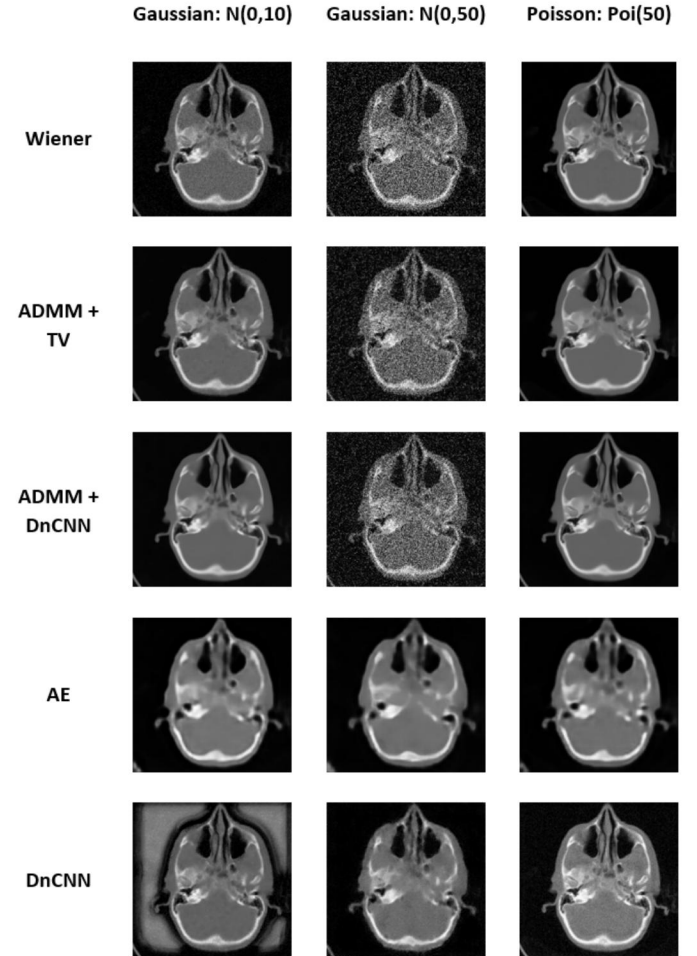 Gaussian: N(0,10) Gaussian: N(0,50) Poisson: Poi(50)
Wiener
ADMM +
TV
ADMM +
DnCNN
AE
DnCNN